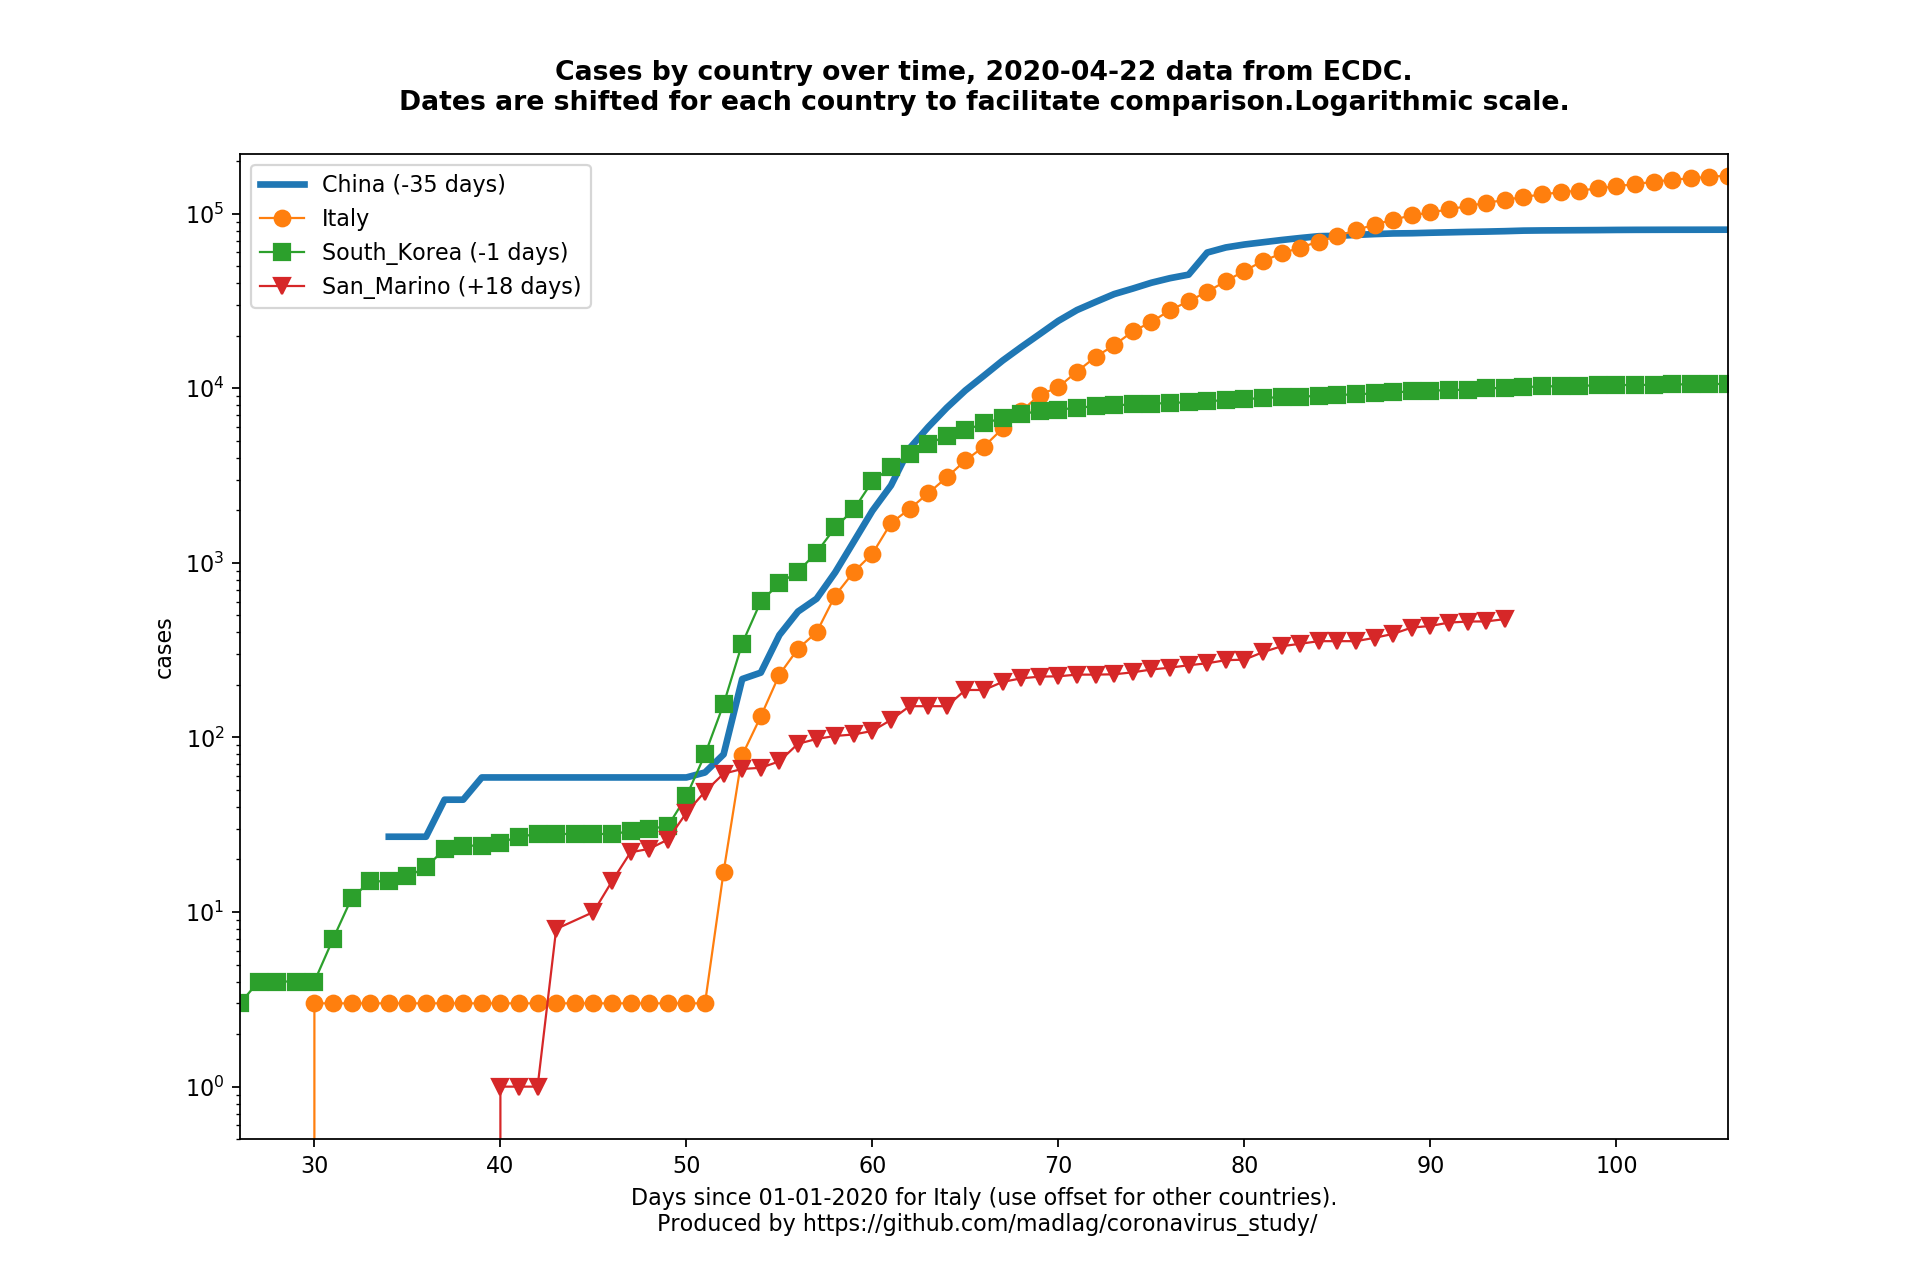 Cases by country over time, 2020-04-22 data from ECDC.
Dates are shifted for each country to facilitate comparison.Logarithmic scale.
China (-35 days)
Italy
South_Korea (-1 days)
San_Marino (+18 days)
10⁵
10⁴
10³
10²
10¹
10⁰
cases
30 40 50 60 70 80 90 100
Days since 01-01-2020 for Italy (use offset for other countries).
Produced by https://github.com/madlag/coronavirus_study/